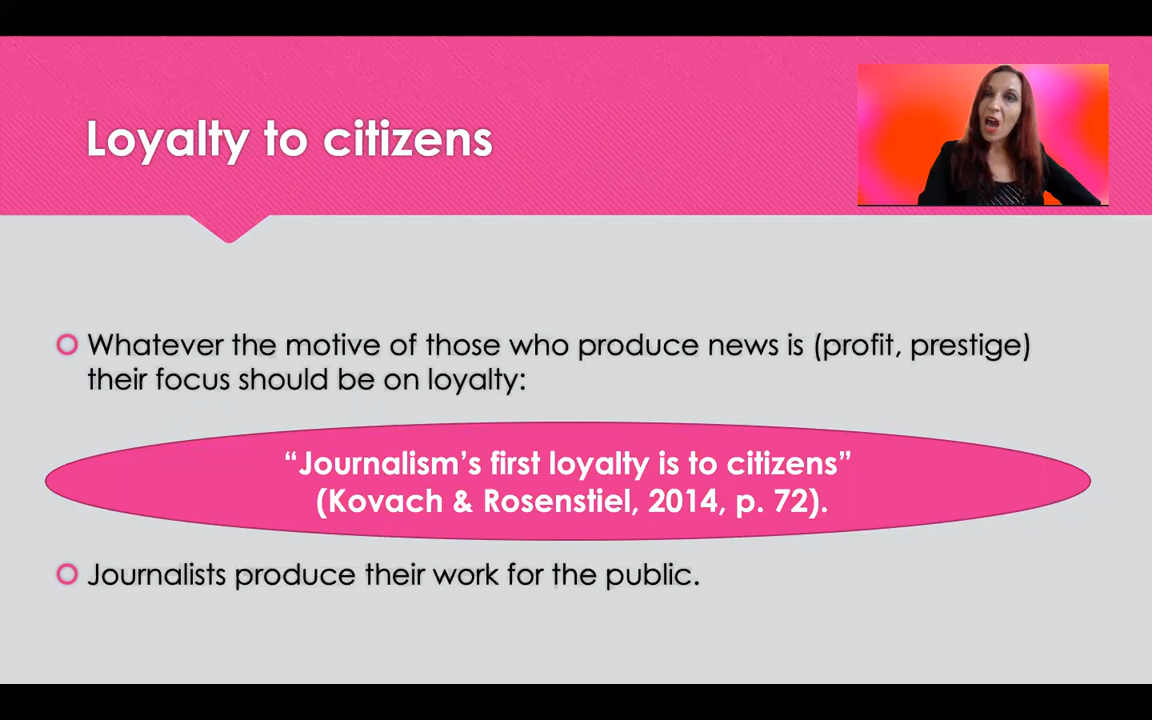 Loyalty to citizens
Whatever the motive of those who produce news is (profit, prestige)
their focus should be on loyalty:
“Journalism’s first loyalty is to citizens”
(Kovach & Rosenstiel, 2014, p. 72).
Journalists produce their work for the public.